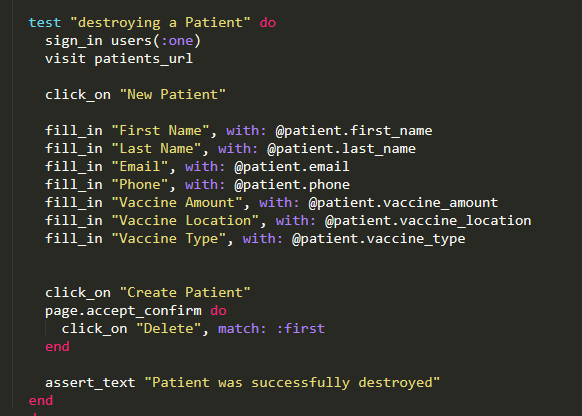 test "destroying a Patient" do
sign_in users(:one)
visit patients_url
click_on "New Patient"
fill_in "First Name", with: @patient.first_name
fill_in "Last Name", with: @patient.last_name
fill_in "Email", with: @patient.email
fill_in "Phone", with: @patient.phone
fill_in "Vaccine Amount", with: @patient.vaccine_amount
fill_in "Vaccine Location", with: @patient.vaccine_location
fill_in "Vaccine Type", with: @patient.vaccine_type
click_on "Create Patient"
page.accept_confirm do
click_on "Delete", match: :first
end
assert_text "Patient was successfully destroyed"
end